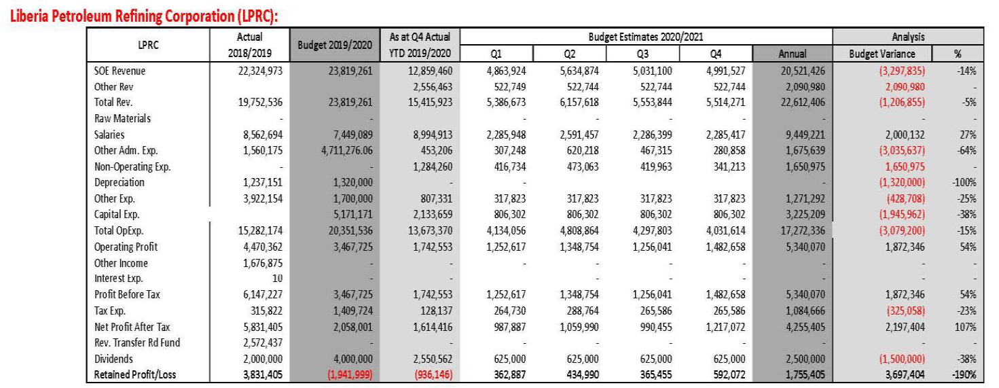 Liberia Petroleum Refining Corporation (LPRC):
LPRC Actual 2018/2019 Budget 2019/2020 As at Q4 Actual YTD 2019/2020 Budget Estimates 2020/2021 Analysis
Q1 Q2 Q3 Q4 Annual Budget Variance %
SOE Revenue 22,324,973 23,819,261 12,859,460 4,863,924 5,634,874 5,031,100 4,991,527 20,521,426 (3,297,835) -14%
Other Rev 2,556,463 522,749 522,744 522,744 522,744 2,090,980 2,090,980 -
Total Rev. 19,752,536 23,819,261 15,415,923 5,386,673 6,157,618 5,553,844 5,514,271 22,612,406 (1,206,855) -5%
Raw Materials - - - - - - - - -
Salaries 8,562,694 7,449,089 8,994,913 2,285,948 2,591,457 2,286,399 2,285,417 9,449,221 2,000,132 27%
Other Adm. Exp. 1,560,175 4,711,276.06 453,206 307,248 620,218 467,315 280,858 1,675,639 (3,035,637) -64%
Non-Operating Exp. - - 1,284,260 416,734 473,063 419,963 341,213 1,650,975 1,650,975 -
Depreciation 1,237,151 1,320,000 - - - (1,320,000) -100%
Other Exp. 3,922,154 1,700,000 807,331 317,823 317,823 317,823 317,823 1,271,292 (428,708) -25%
Capital Exp. 5,171,171 2,133,659 806,302 806,302 806,302 806,302 3,225,209 (1,945,962) -38%
Total OpExp. 15,282,174 20,351,536 13,673,370 4,134,056 4,808,864 4,297,803 4,031,614 17,272,336 (3,079,200) -15%
Operating Profit 4,470,362 3,467,725 1,742,553 1,252,617 1,348,754 1,256,041 1,482,658 5,340,070 1,872,346 54%
Other Income 1,676,875 - - - - - - - - -
Interest Exp. 10 - - - - - - - - -
Profit Before Tax 6,147,227 3,467,725 1,742,553 1,252,617 1,348,754 1,256,041 1,482,658 5,340,070 1,872,346 54%
Tax Exp. 315,822 1,409,724 128,137 264,730 288,764 265,586 265,586 1,084,666 (325,058) -23%
Net Profit After Tax 5,831,405 2,058,001 1,614,416 987,887 1,059,990 990,455 1,217,072 4,255,405 2,197,404 107%
Rev. Transfer Rd Fund 2,572,437 - - - - - - - - -
Dividends 2,000,000 4,000,000 2,550,562 625,000 625,000 625,000 625,000 2,500,000 (1,500,000) -38%
Retained Profit/Loss 3,831,405 (1,941,999) (936,146) 362,887 434,990 365,455 592,072 1,755,405 3,697,404 -190%